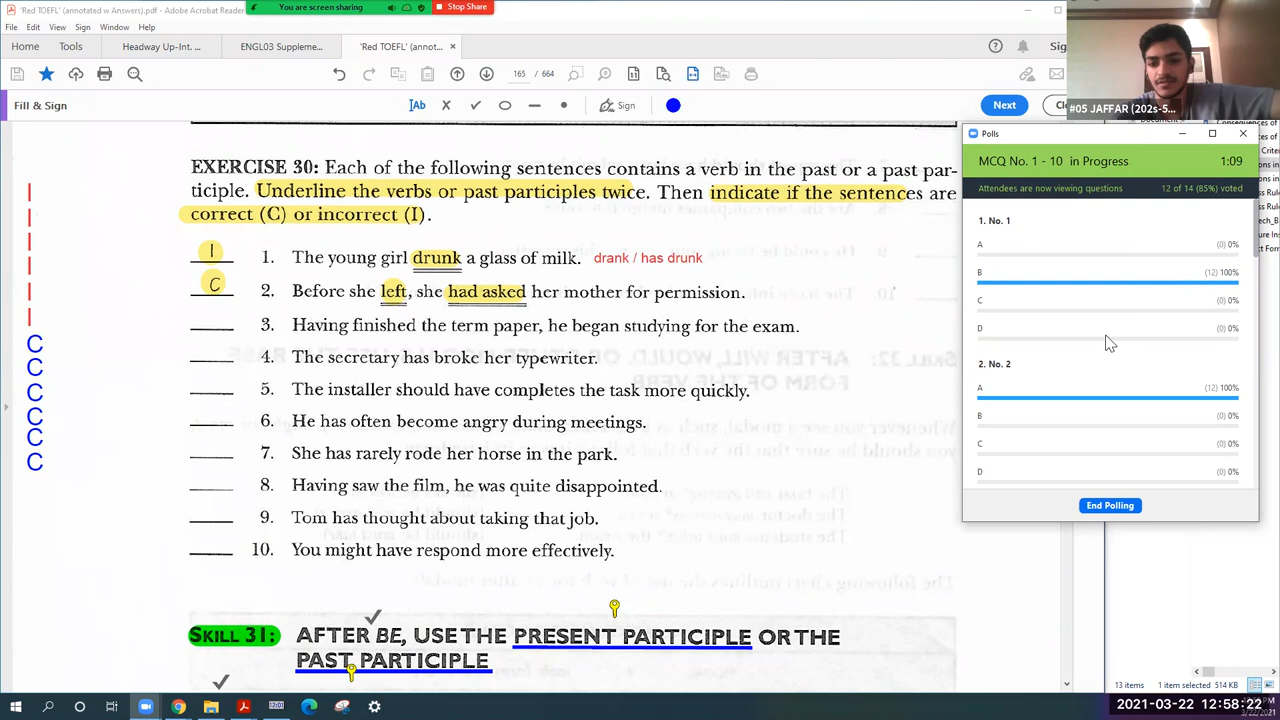 'Red TOEFL' (annotated w Answers).pdf - Adobe Acrobat Reader
You are screen sharing
Stop Share
File Edit View Sign Window Help
Home Tools Headway Up-Int. ... ENGL03 Suppleme... 'Red TOEFL' (annot... ×
165 / 664
Fill & Sign
Ab
Sign
Next
#05 JAFFAR (202s-5...
EXERCISE 30: Each of the following sentences contains a verb in the past or a past par-
ticiple. Underline the verbs or past participles twice. Then indicate if the sentences are
correct (C) or incorrect (I).
I 1. The young girl drunk a glass of milk. drank / has drunk
C 2. Before she left, she had asked her mother for permission.
3. Having finished the term paper, he began studying for the exam.
4. The secretary has broke her typewriter.
5. The installer should have completes the task more quickly.
6. He has often become angry during meetings.
7. She has rarely rode her horse in the park.
8. Having saw the film, he was quite disappointed.
9. Tom has thought about taking that job.
10. You might have respond more effectively.
C
C
C
C
C
C
SKILL 31: AFTER BE, USE THE PRESENT PARTICIPLE OR THE
PAST PARTICIPLE
Polls
MCQ No. 1 - 10 in Progress 1:09
Attendees are now viewing questions 12 of 14 (85%) voted
1. No. 1
A (0) 0%
B (12) 100%
C (0) 0%
D (0) 0%
2. No. 2
A (12) 100%
B (0) 0%
C (0) 0%
D (0) 0%
End Polling
13 items 1 item selected 514 KB
12:01
2021-03-22 12:58:22